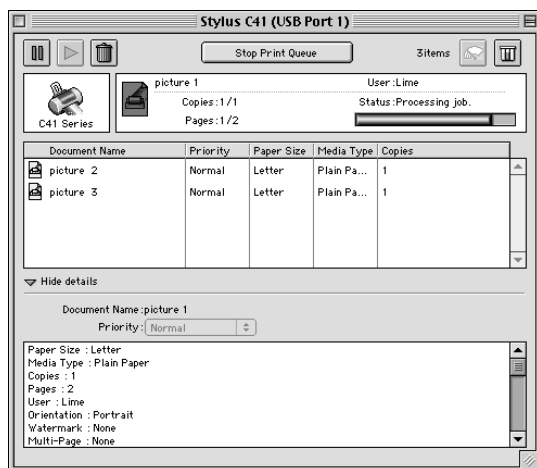 Stylus C41 (USB Port 1)
Stop Print Queue
3items
C41 Series
picture 1
User:Lime
Copies:1/1
Status:Processing job.
Pages:1/2
Document Name Priority Paper Size Media Type Copies
picture 2 Normal Letter Plain Pa... 1
picture 3 Normal Letter Plain Pa... 1
Hide details
Document Name:picture 1
Priority: Normal
Paper Size : Letter
Media Type : Plain Paper
Copies : 1
Pages : 2
User : Lime
Orientation : Portrait
Watermark : None
Multi-Page : None